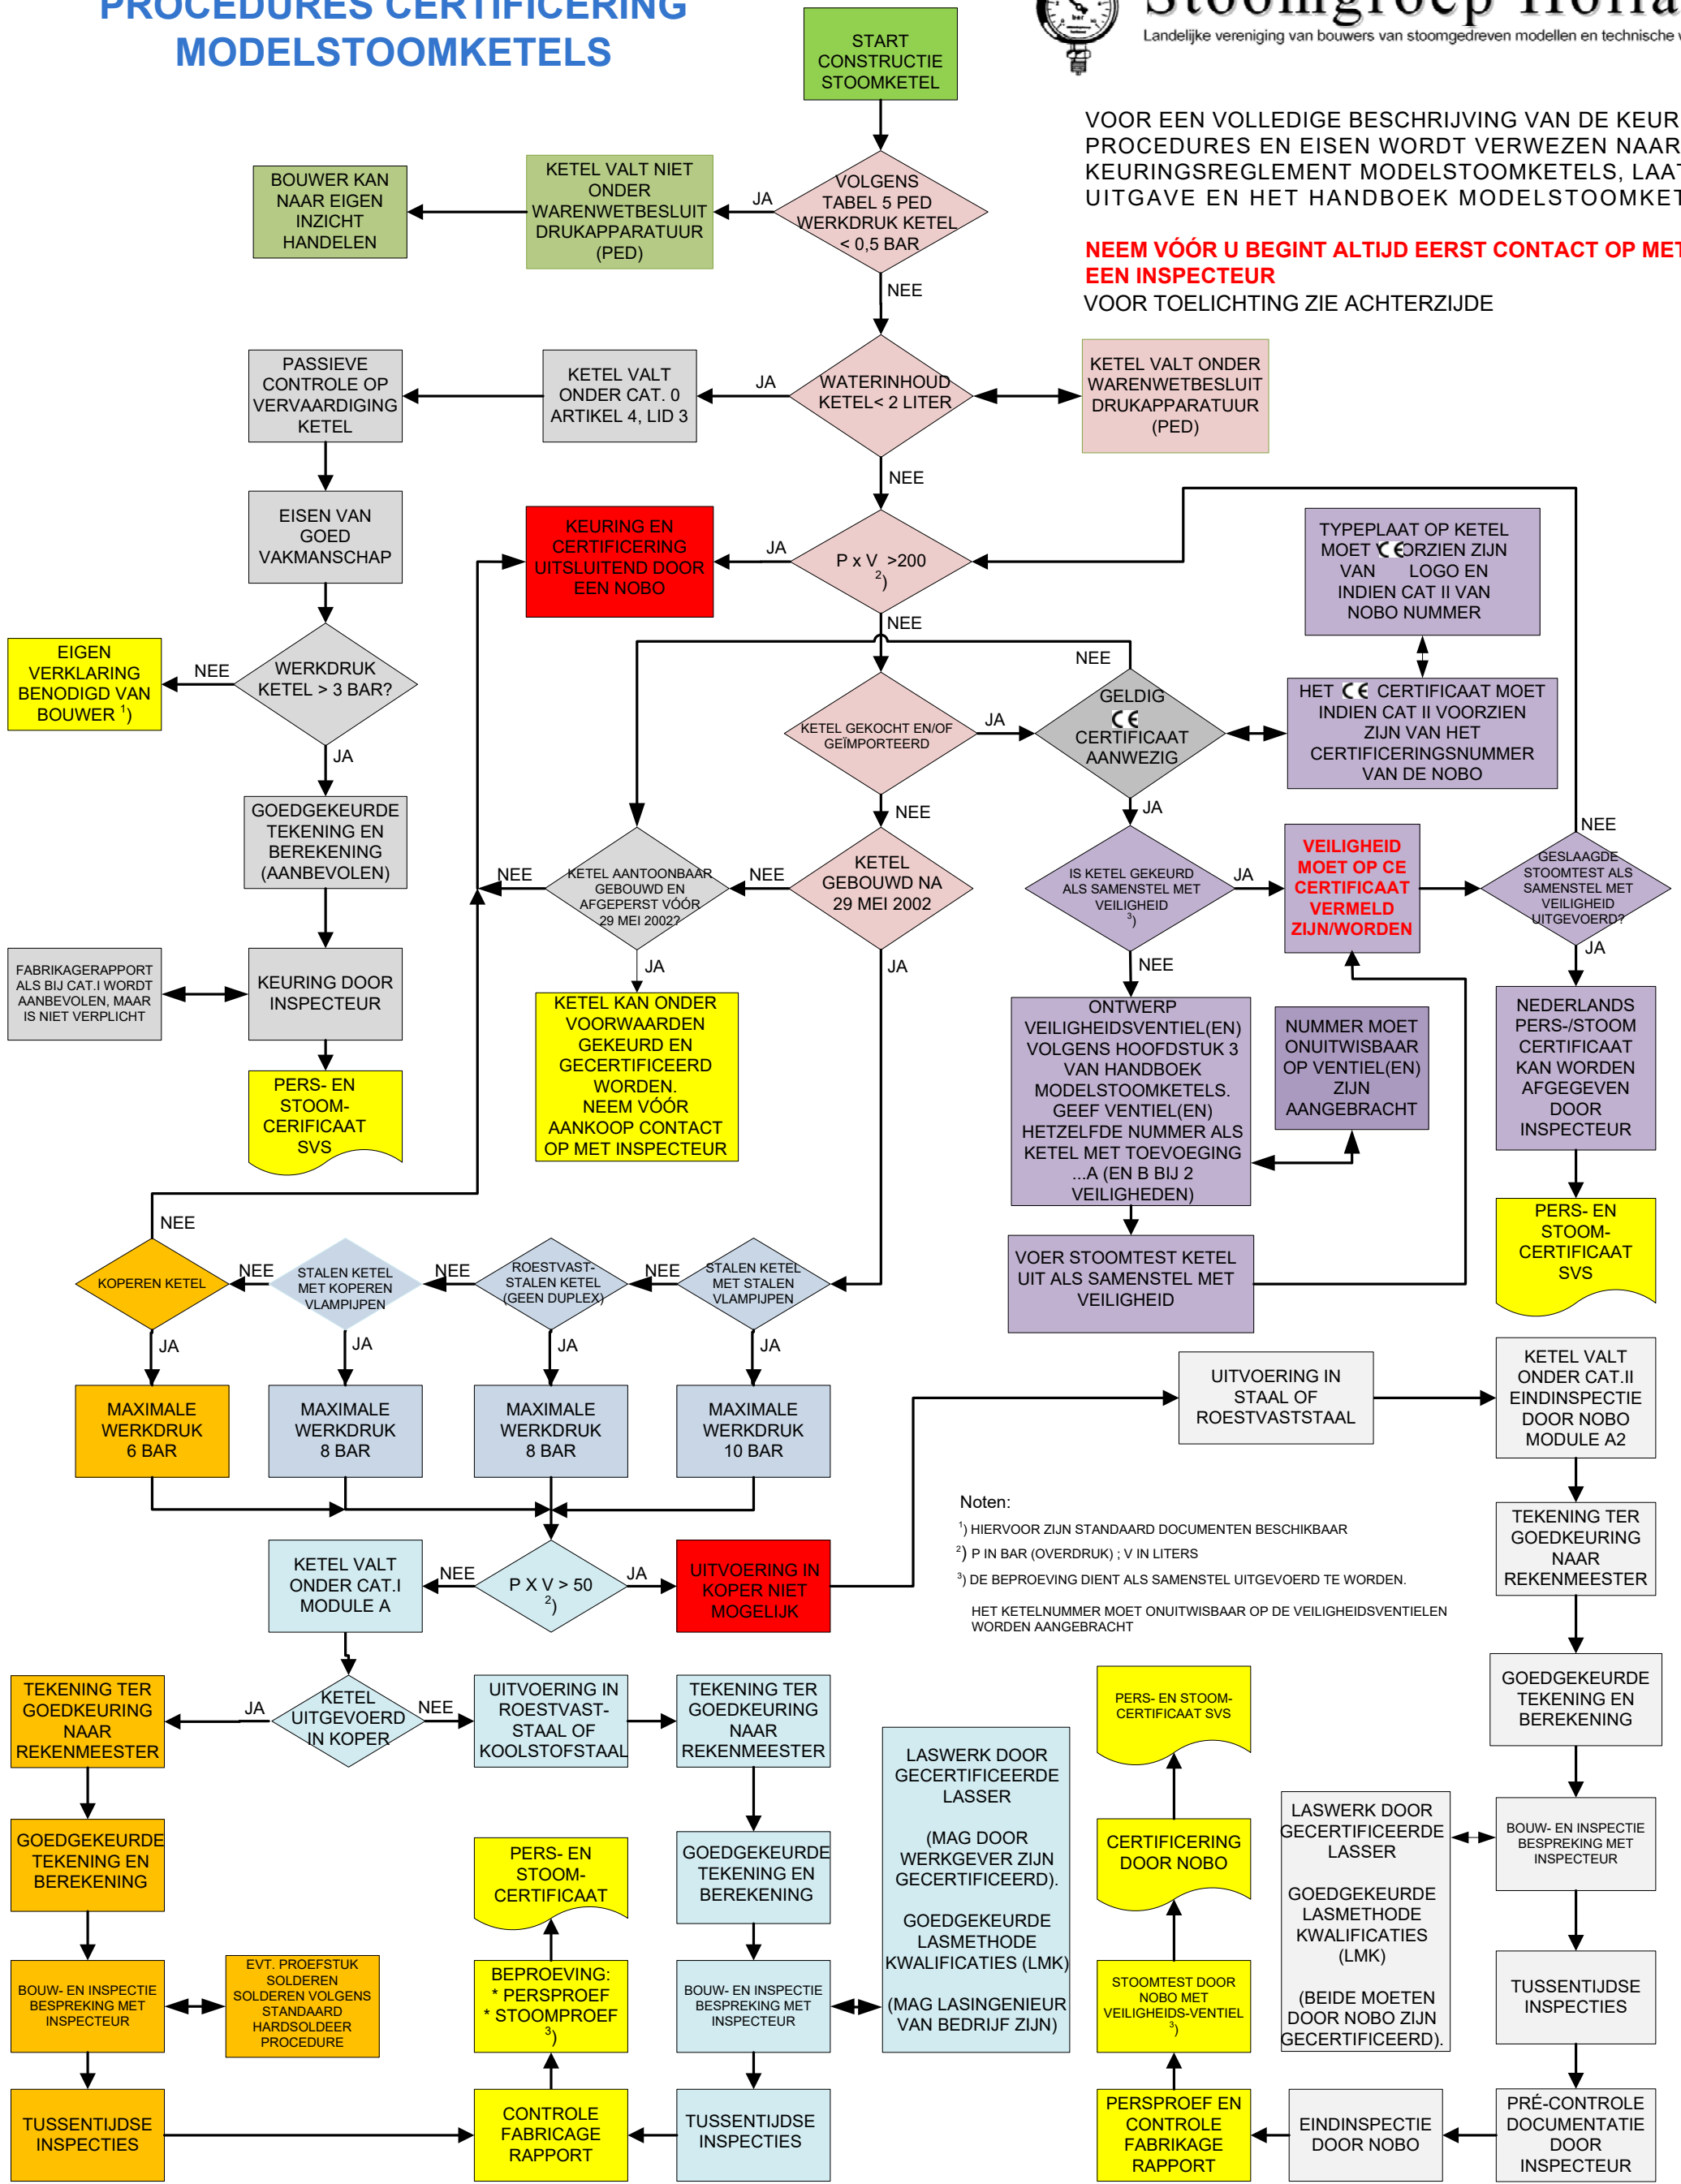 PROCEDURES CERTIFICERING
MODELSTOOMKETELS
bar
Stoomgroep Holla
Landelijke vereniging van bouwers van stoomgedreven modellen en technische
VOOR EEN VOLLEDIGE BESCHRIJVING VAN DE KEUR
PROCEDURES EN EISEN WORDT VERWEZEN NAAR
KEURINGSREGLEMENT MODELSTOOMKETELS, LAAT
UITGAVE EN HET HANDBOEK MODELSTOOMKET
NEEM VÓÓR U BEGINT ALTIJD EERST CONTACT OP MET
EEN INSPECTEUR
VOOR TOELICHTING ZIE ACHTERZIJDE
START
CONSTRUCTIE
STOOMKETEL
VOLGENS
TABEL 5 PED
WERKDRUK KETEL
< 0,5 BAR
JA
KETEL VALT NIET
ONDER
WARENWETBESLUIT
DRUKAPPARATUUR
(PED)
BOUWER KAN
NAAR EIGEN
INZICHT
HANDELEN
NEE
WATERINHOUD
KETEL< 2 LITER
KETEL VALT ONDER
WARENWETBESLUIT
DRUKAPPARATUUR
(PED)
JA
KETEL VALT
ONDER CAT. 0
ARTIKEL 4, LID 3
PASSIEVE
CONTROLE OP
VERVAARDIGING
KETEL
EISEN VAN
GOED
VAKMANSCHAP
WERKDRUK
KETEL > 3 BAR?
NEE
EIGEN
VERKLARING
BENODIGD VAN
BOUWER 1)
JA
GOEDGEKEURDE
TEKENING EN
BEREKENING
(AANBEVOLEN)
KEURING DOOR
INSPECTEUR
FABRIKAGERAPPORT
ALS BIJ CAT.I WORDT
AANBEVOLEN, MAAR
IS NIET VERPLICHT
PERS- EN
STOOM-
CERIFICAAT
SVS
NEE
P x V >200
2)
JA
KEURING EN
CERTIFICERING
UITSLUITEND DOOR
EEN NOBO
NEE
KETEL GEKOCHT EN/OF
GEÏMPORTEERD
JA
GELDIG
CE
CERTIFICAAT
AANWEZIG
NEE
TYPEPLAAT OP KETEL
MOET VOORZIEN ZIJN
VAN CE LOGO EN
INDIEN CAT II VAN
NOBO NUMMER
HET CE CERTIFICAAT MOET
INDIEN CAT II VOORZIEN
ZIJN VAN HET
CERTIFICERINGSNUMMER
VAN DE NOBO
NEE
KETEL
GEBOUWD NA
29 MEI 2002
NEE
KETEL AANTOONBAAR
GEBOUWD EN
AFGEPERST VÓÓR
29 MEI 2002?
NEE
JA
KETEL KAN ONDER
VOORWAARDEN
GEKEURD EN
GECERTIFICEERD
WORDEN.
NEEM VÓÓR
AANKOOP CONTACT
OP MET INSPECTEUR
JA
JA
IS KETEL GEKEURD
ALS SAMENSTEL MET
VEILIGHEID
3)
JA
VEILIGHEID
MOET OP CE
CERTIFICAAT
VERMELD
ZIJN/WORDEN
GESLAAGDE
STOOMTEST ALS
SAMENSTEL MET
VEILIGHEID
UITGEVOERD?
NEE
JA
NEDERLANDS
PERS-/STOOM
CERTIFICAAT
KAN WORDEN
AFGEGEVEN
DOOR
INSPECTEUR
PERS- EN
STOOM-
CERTIFICAAT
SVS
NEE
ONTWERP
VEILIGHEIDSVENTIEL(EN)
VOLGENS HOOFDSTUK 3
VAN HANDBOEK
MODELSTOOMKETELS.
GEEF VENTIEL(EN)
HETZELFDE NUMMER ALS
KETEL MET TOEVOEGING
...A (EN B BIJ 2
VEILIGHEDEN)
NUMMER MOET
ONUITWISBAAR
OP VENTIEL(EN)
ZIJN
AANGEBRACHT
VOER STOOMTEST KETEL
UIT ALS SAMENSTEL MET
VEILIGHEID
NEE
KOPEREN KETEL
NEE
STALEN KETEL
MET KOPEREN
VLAMPIJPEN
NEE
ROESTVAST-
STALEN KETEL
(GEEN DUPLEX)
NEE
STALEN KETEL
MET STALEN
VLAMPIJPEN
JA
JA
JA
JA
MAXIMALE
WERKDRUK
6 BAR
MAXIMALE
WERKDRUK
8 BAR
MAXIMALE
WERKDRUK
8 BAR
MAXIMALE
WERKDRUK
10 BAR
KETEL VALT
ONDER CAT.I
MODULE A
NEE
P X V > 50
2)
JA
UITVOERING IN
KOPER NIET
MOGELIJK
UITVOERING IN
STAAL OF
ROESTVASTSTAAL
KETEL VALT
ONDER CAT.II
EINDINSPECTIE
DOOR NOBO
MODULE A2
Noten:
1) HIERVOOR ZIJN STANDAARD DOCUMENTEN BESCHIKBAAR
2) P IN BAR (OVERDRUK) ; V IN LITERS
3) DE BEPROEVING DIENT ALS SAMENSTEL UITGEVOERD TE WORDEN.
HET KETELNUMMER MOET ONUITWISBAAR OP DE VEILIGHEIDSVENTIELEN
WORDEN AANGEBRACHT
TEKENING TER
GOEDKEURING
NAAR
REKENMEESTER
JA
KETEL
UITGEVOERD
IN KOPER
NEE
UITVOERING IN
ROESTVAST-
STAAL OF
KOOLSTOFSTAAL
TEKENING TER
GOEDKEURING
NAAR
REKENMEESTER
GOEDGEKEURDE
TEKENING EN
BEREKENING
BOUW- EN INSPECTIE
BESPREKING MET
INSPECTEUR
EVT. PROEFSTUK
SOLDEREN
SOLDEREN VOLGENS
STANDAARD
HARDSOLDEER
PROCEDURE
TUSSENTIJDSE
INSPECTIES
PERS- EN
STOOM-
CERTIFICAAT
BEPROEVING:
* PERSPROEF
* STOOMPROEF
3)
CONTROLE
FABRICAGE
RAPPORT
GOEDGEKEURDE
TEKENING EN
BEREKENING
BOUW- EN INSPECTIE
BESPREKING MET
INSPECTEUR
TUSSENTIJDSE
INSPECTIES
LASWERK DOOR
GECERTIFICEERDE
LASSER
(MAG DOOR
WERKGEVER ZIJN
GECERTIFICEERD).
GOEDGEKEURDE
LASMETHODE
KWALIFICATIES (LMK)
(MAG LASINGENIEUR
VAN BEDRIJF ZIJN)
PERS- EN STOOM-
CERTIFICAAT SVS
CERTIFICERING
DOOR NOBO
STOOMTEST DOOR
NOBO MET
VEILIGHEIDS-VENTIEL
3)
PERSPROEF EN
CONTROLE
FABRIKAGE
RAPPORT
LASWERK DOOR
GECERTIFICEERDE
LASSER
GOEDGEKEURDE
LASMETHODE
KWALIFICATIES
(LMK)
(BEIDE MOETEN
DOOR NOBO ZIJN
GECERTIFICEERD).
EINDINSPECTIE
DOOR NOBO
TEKENING TER
GOEDKEURING
NAAR
REKENMEESTER
GOEDGEKEURDE
TEKENING EN
BEREKENING
BOUW- EN INSPECTIE
BESPREKING MET
INSPECTEUR
TUSSENTIJDSE
INSPECTIES
PRÉ-CONTROLE
DOCUMENTATIE
DOOR
INSPECTEUR